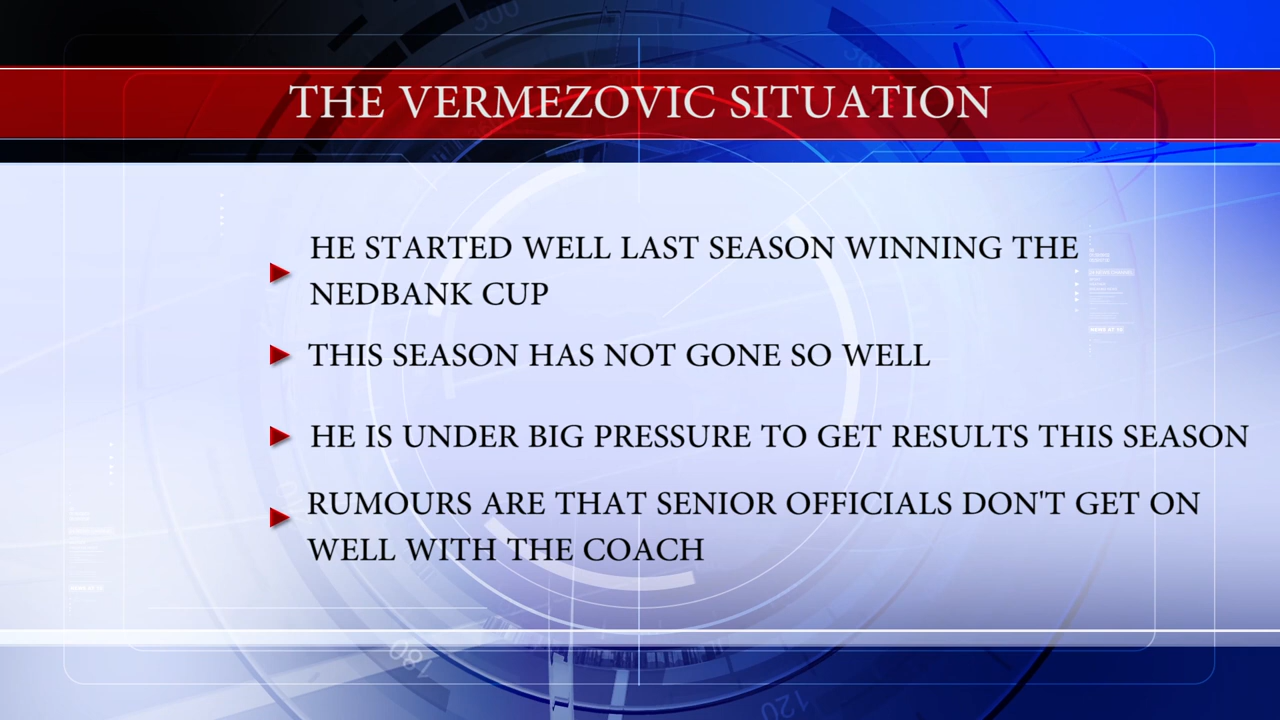 THE VERMEZOVIC SITUATION
HE STARTED WELL LAST SEASON WINNING THE
NEDBANK CUP
THIS SEASON HAS NOT GONE SO WELL
HE IS UNDER BIG PRESSURE TO GET RESULTS THIS SEASON
RUMOURS ARE THAT SENIOR OFFICIALS DON'T GET ON
WELL WITH THE COACH
180
120